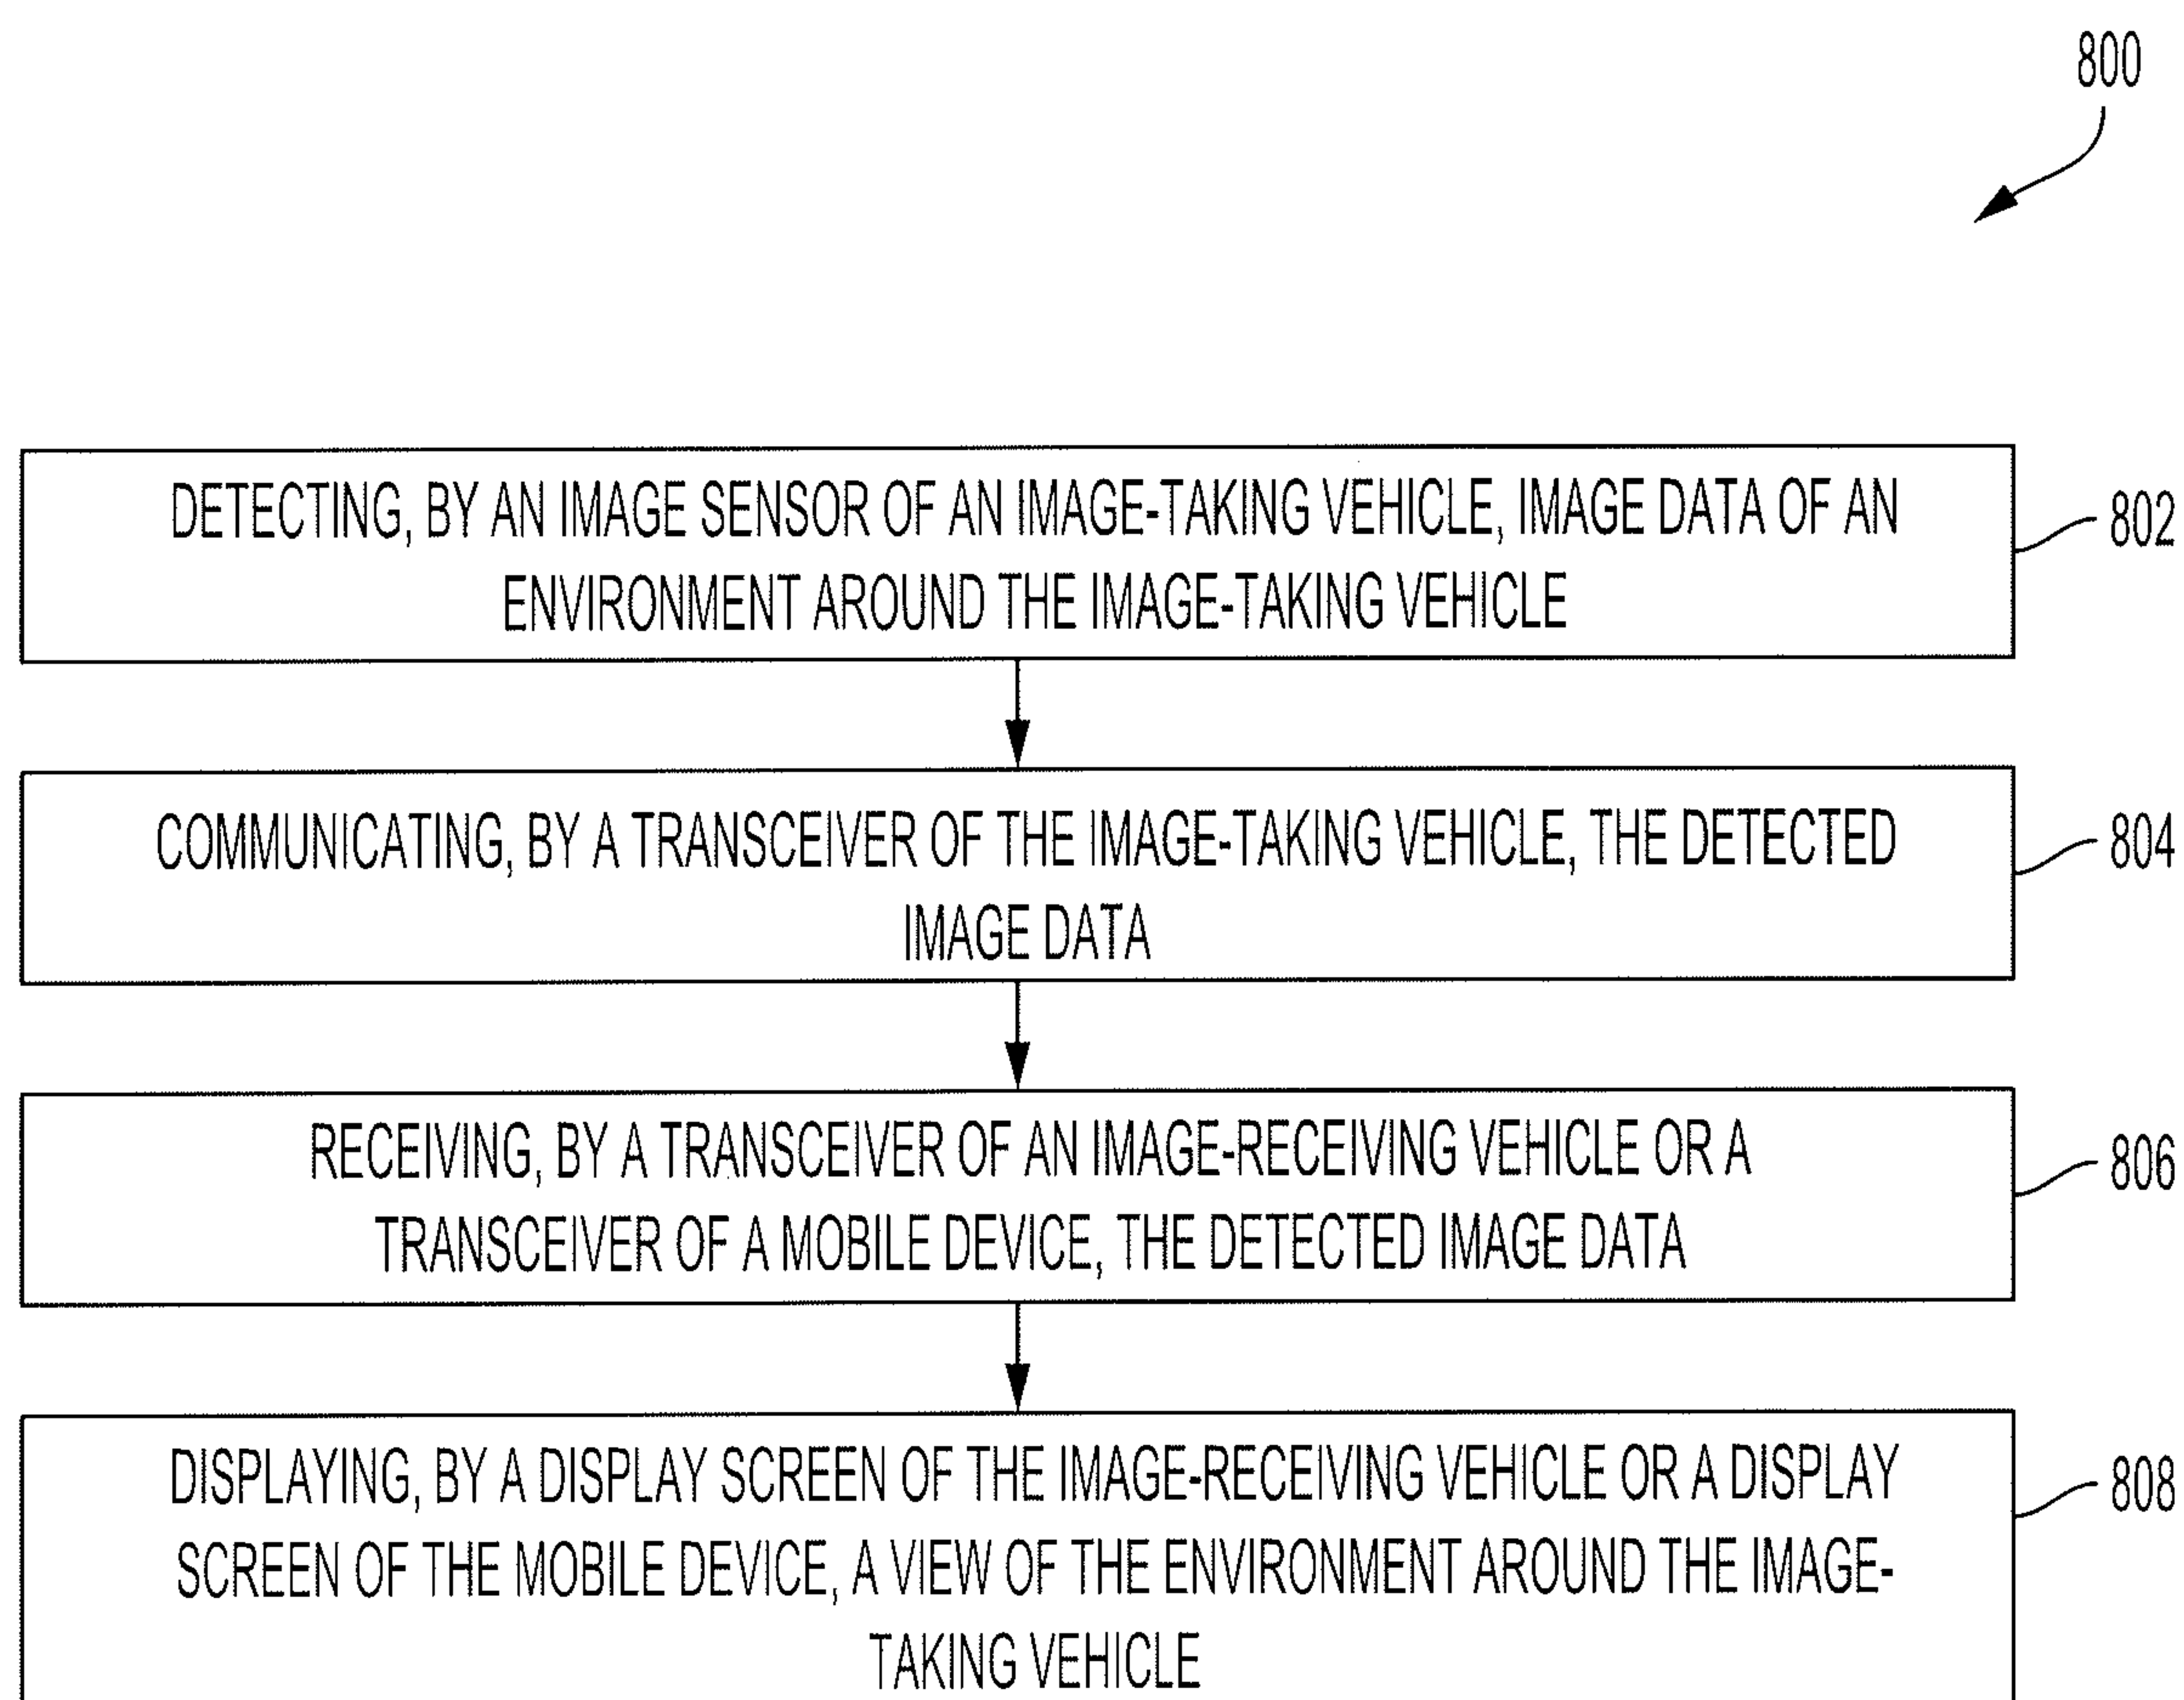 800
DETECTING, BY AN IMAGE SENSOR OF AN IMAGE-TAKING VEHICLE, IMAGE DATA OF AN
ENVIRONMENT AROUND THE IMAGE-TAKING VEHICLE
802
COMMUNICATING, BY A TRANSCEIVER OF THE IMAGE-TAKING VEHICLE, THE DETECTED
IMAGE DATA
804
RECEIVING, BY A TRANSCEIVER OF AN IMAGE-RECEIVING VEHICLE OR A
TRANSCEIVER OF A MOBILE DEVICE, THE DETECTED IMAGE DATA
806
DISPLAYING, BY A DISPLAY SCREEN OF THE IMAGE-RECEIVING VEHICLE OR A DISPLAY
SCREEN OF THE MOBILE DEVICE, A VIEW OF THE ENVIRONMENT AROUND THE IMAGE-
TAKING VEHICLE
808